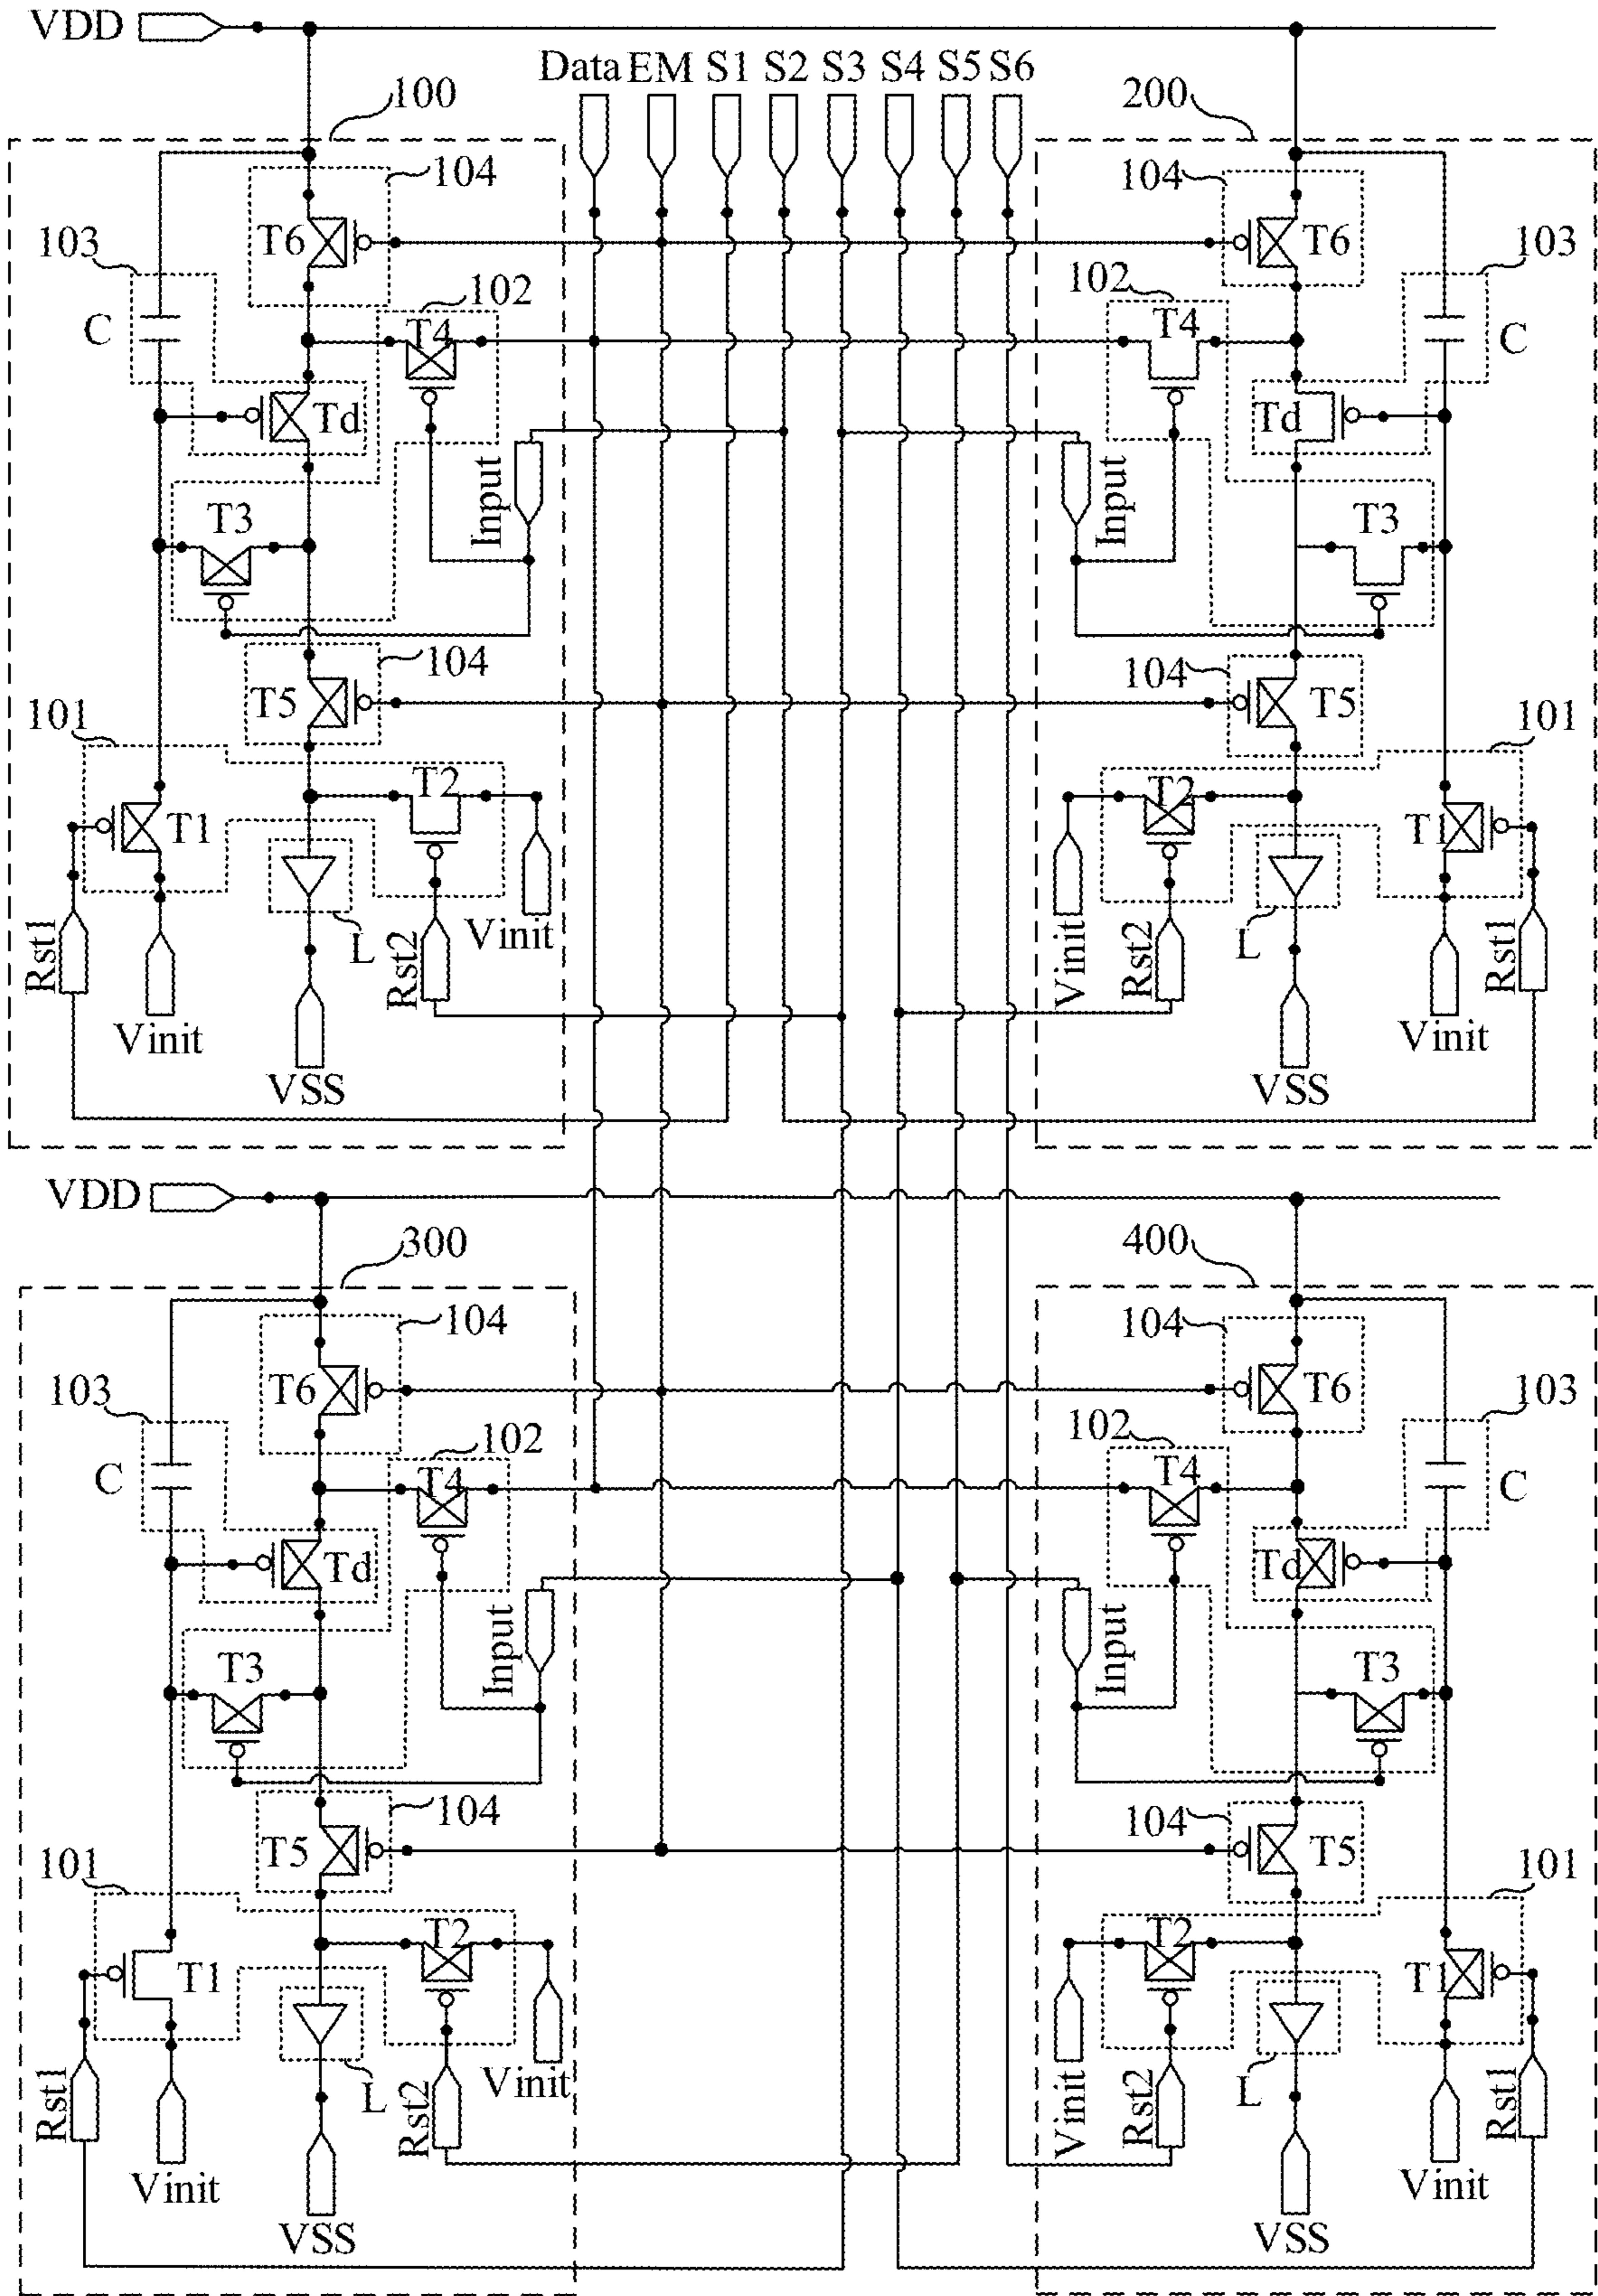 VDD
Data EM S1 S2 S3 S4 S5 S6
100
200
104
104
T6
T6
103
103
102
102
T4
T4
C
C
Td
Td
Input
Input
T3
T3
104
104
T5
T5
101
101
T2
T2
T1
T1
Rst1
Vinit
L
Rst2
Vinit
Vinit
Rst2
L
Rst1
Vinit
Vinit
VSS
VSS
VDD
300
400
104
104
T6
T6
103
103
102
102
T4
T4
C
C
Td
Td
Input
Input
T3
T3
104
104
T5
T5
101
101
T2
T2
T1
T1
Rst1
L
Rst2
Vinit
Vinit
Rst2
L
Rst1
Vinit
Vinit
VSS
VSS